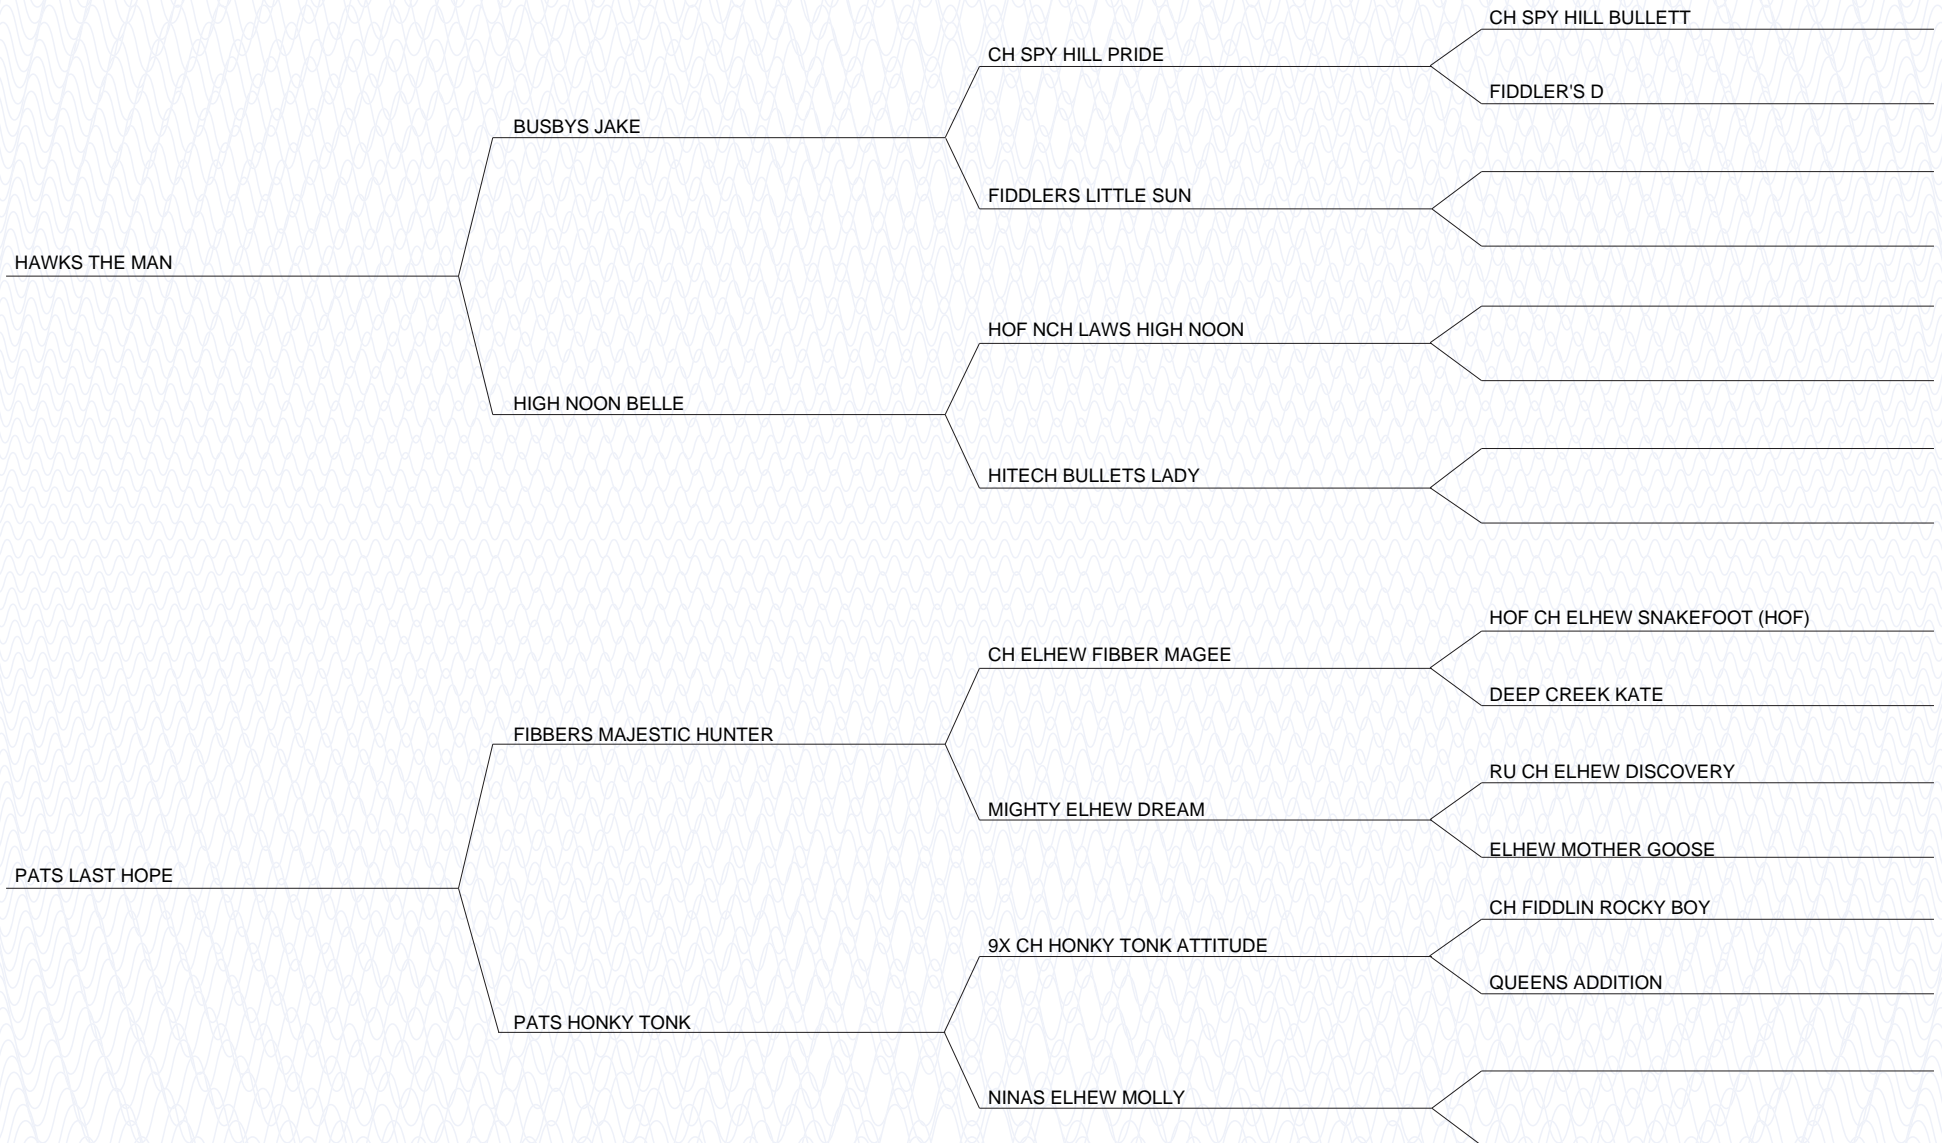 CH SPY HILL BULLETT
CH SPY HILL PRIDE
FIDDLER'S D
BUSBYS JAKE
FIDDLERS LITTLE SUN
HAWKS THE MAN
HOF NCH LAWS HIGH NOON
HIGH NOON BELLE
HITECH BULLETS LADY
HOF CH ELHEW SNAKEFOOT (HOF)
CH ELHEW FIBBER MAGEE
DEEP CREEK KATE
FIBBERS MAJESTIC HUNTER
RU CH ELHEW DISCOVERY
MIGHTY ELHEW DREAM
ELHEW MOTHER GOOSE
PATS LAST HOPE
CH FIDDLIN ROCKY BOY
9X CH HONKY TONK ATTITUDE
QUEENS ADDITION
PATS HONKY TONK
NINAS ELHEW MOLLY